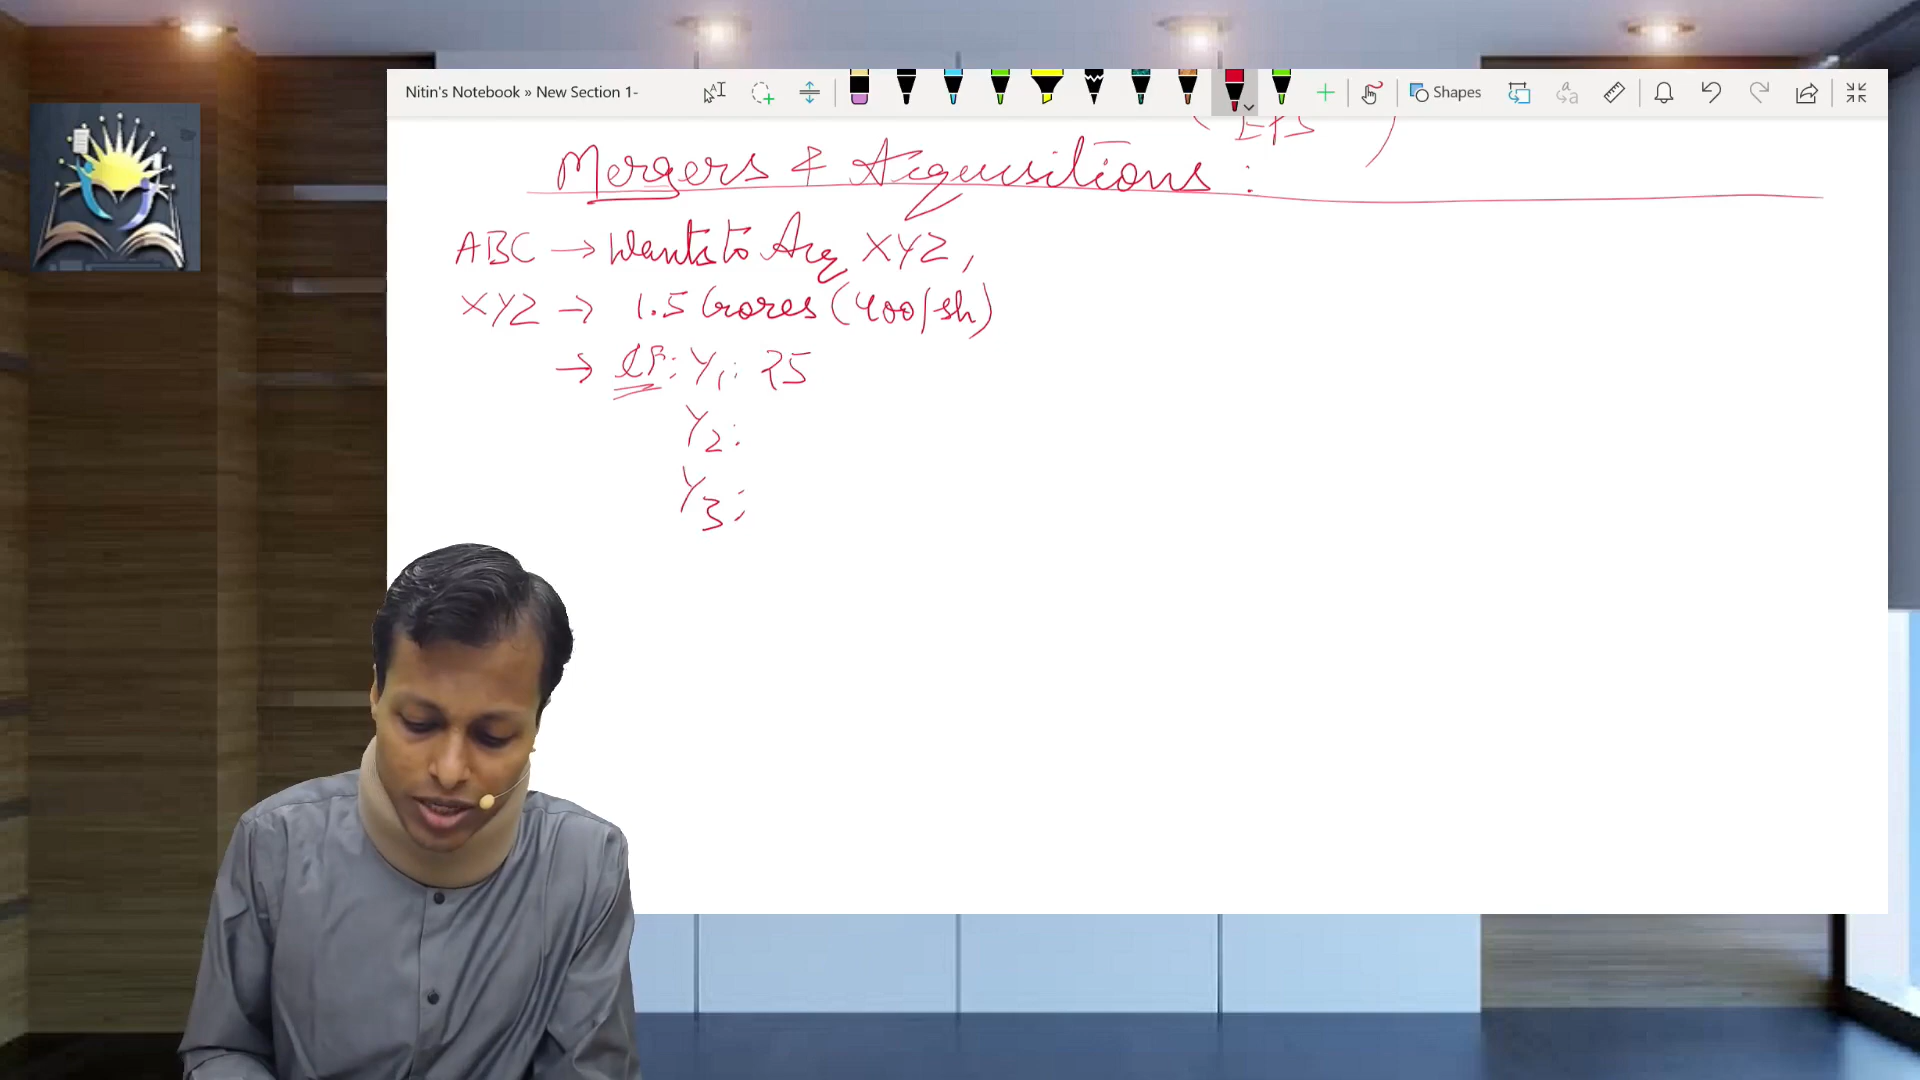 Nitin's Notebook » New Section 1-
Shapes
EPS
Mergers & Acquisitions :
ABC → Wants to Acq XYZ,
XYZ → 1.5 Crores (400/sh)
→ CF: Y1: 25
Y2:
Y3: